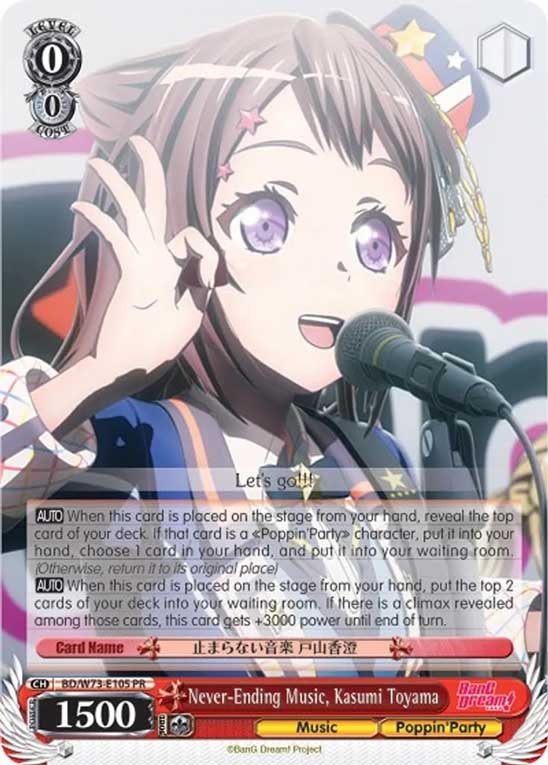 LEVEL
0
0
COST
Let's go!!!
AUTO When this card is placed on the stage from your hand, reveal the top
card of your deck. If that card is a «Poppin'Party» character, put it into your
hand, choose 1 card in your hand, and put it into your waiting room.
(Otherwise, return it to its original place)
AUTO When this card is placed on the stage from your hand, put the top 2
cards of your deck into your waiting room. If there is a climax revealed
among those cards, this card gets +3000 power until end of turn.
Card Name 止まらない音楽 戸山香澄
CH BD/W73-E105 PR
Never-Ending Music, Kasumi Toyama
BanG Dream!
POWER 1500 SOUL
Music Poppin'Party
©BanG Dream! Project